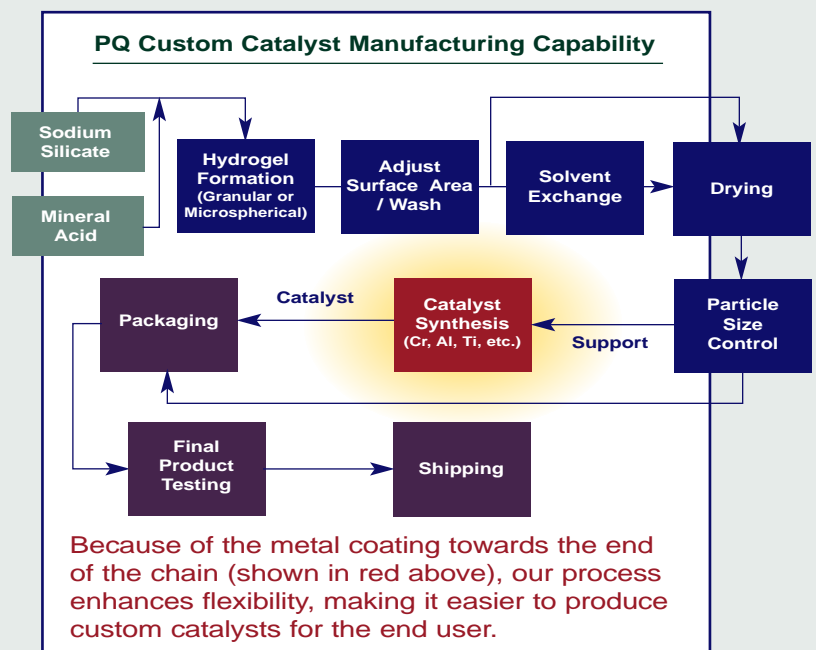 PQ Custom Catalyst Manufacturing Capability
Sodium
Silicate
Mineral
Acid
Hydrogel
Formation
(Granular or
Microspherical)
Adjust
Surface Area
/ Wash
Solvent
Exchange
Drying
Packaging
Catalyst
Catalyst
Synthesis
(Cr, Al, Ti, etc.)
Support
Particle
Size
Control
Final
Product
Testing
Shipping
Because of the metal coating towards the end
of the chain (shown in red above), our process
enhances flexibility, making it easier to produce
custom catalysts for the end user.